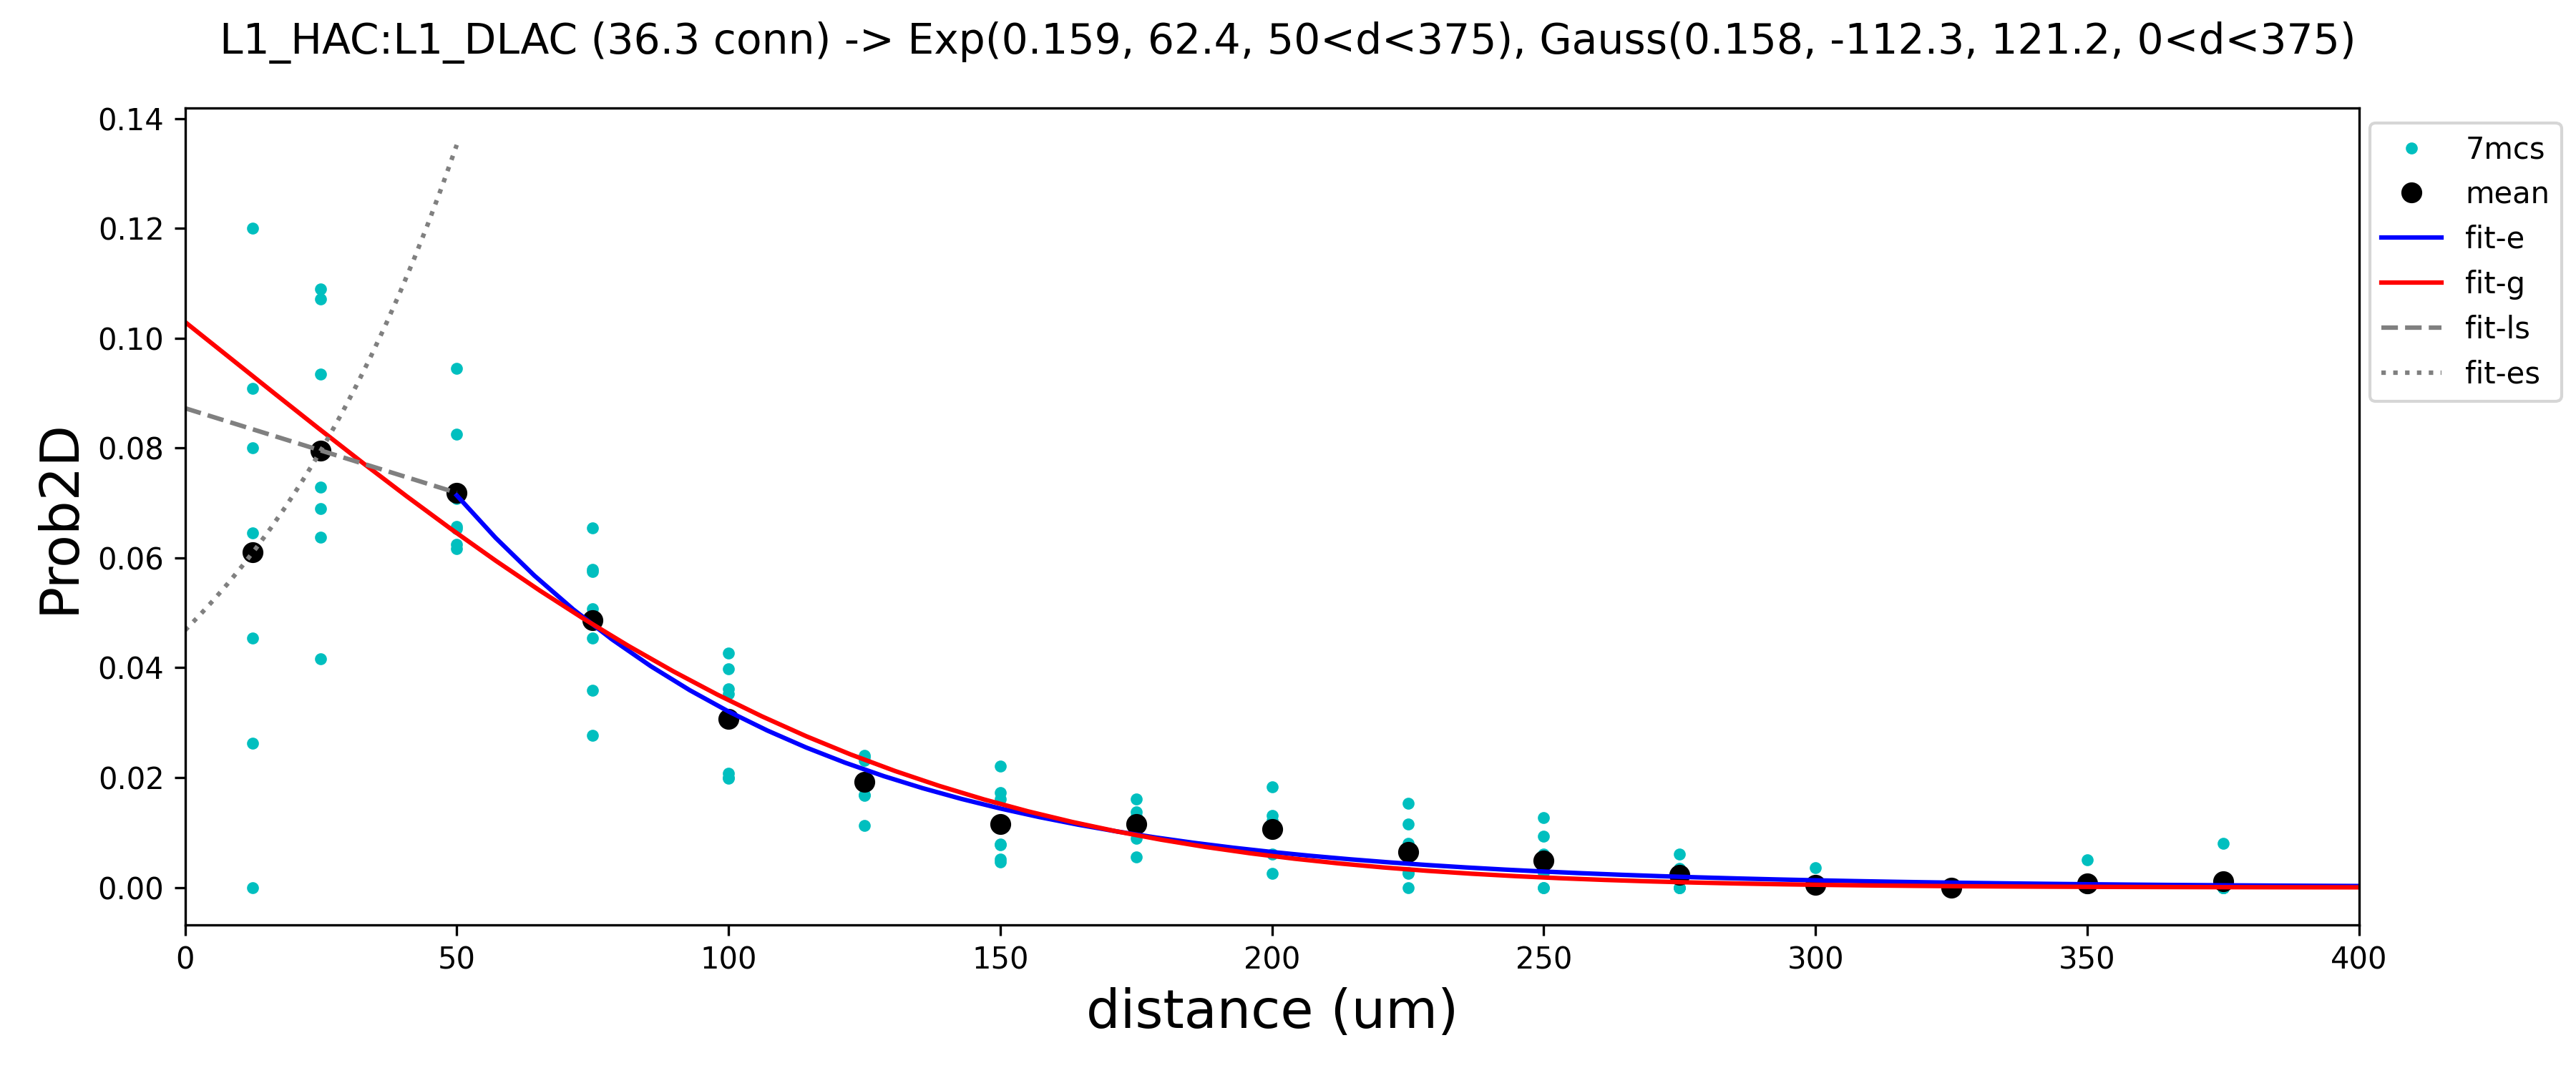 L1_HAC:L1_DLAC (36.3 conn) -> Exp(0.159, 62.4, 50<d<375), Gauss(0.158, -112.3, 121.2, 0<d<375)
0.14
0.12
0.10
0.08
0.06
0.04
0.02
0.00
Prob2D
0 50 100 150 200 250 300 350 400
distance (um)
7mcs
mean
fit-e
fit-g
fit-ls
fit-es